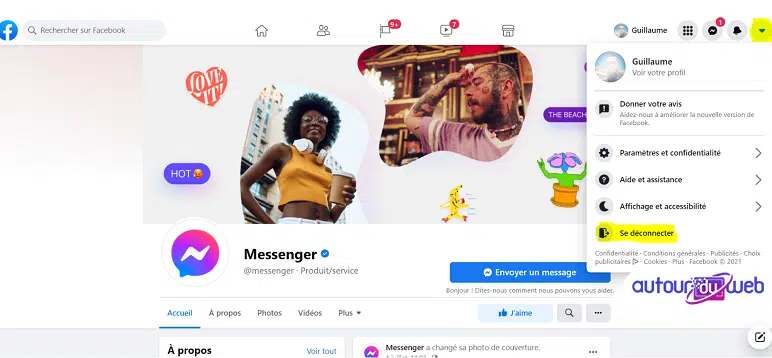 Rechercher sur Facebook
9+
7
Guillaume
1
Guillaume
Voir votre profil
Donner votre avis
Aidez-nous à améliorer la nouvelle version de
Facebook.
Paramètres et confidentialité
Aide et assistance
Affichage et accessibilité
Se déconnecter
Confidentialité · Conditions générales · Publicités · Choix
publicitaires · Cookies · Plus · Facebook © 2021
LOVE IT
HOT
THE BEACH
Messenger
@messenger · Produit/service
Envoyer un message
Bonjour ! Dites-nous comment nous pouvons vous aider.
autour du web
Accueil
À propos
Photos
Vidéos
Plus
J'aime
À propos
Voir tout
Messenger a changé sa photo de couverture.